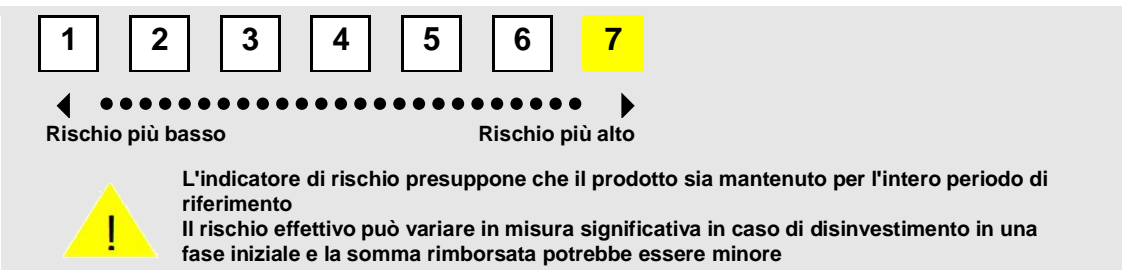 1 2 3 4 5 6 7
Rischio più basso Rischio più alto
L'indicatore di rischio presuppone che il prodotto sia mantenuto per l'intero periodo di
riferimento
Il rischio effettivo può variare in misura significativa in caso di disinvestimento in una
fase iniziale e la somma rimborsata potrebbe essere minore
!